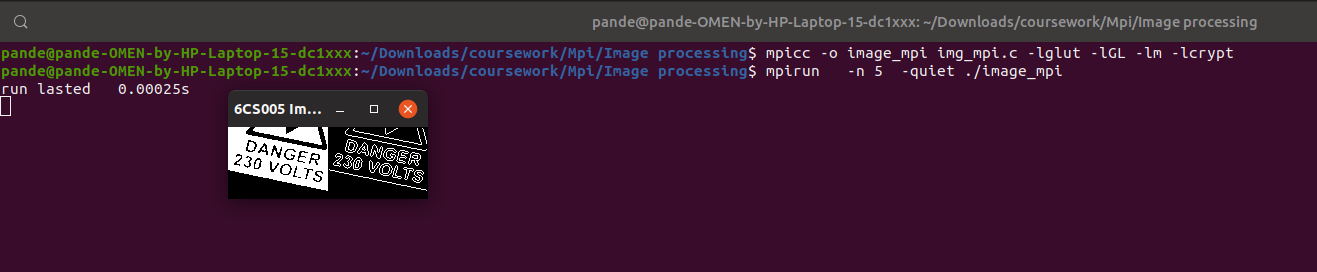 pande@pande-OMEN-by-HP-Laptop-15-dc1xxx: ~/Downloads/coursework/Mpi/Image processing
pande@pande-OMEN-by-HP-Laptop-15-dc1xxx:~/Downloads/coursework/Mpi/Image processing$ mpicc -o image_mpi img_mpi.c -lglut -lGL -lm -lcrypt
pande@pande-OMEN-by-HP-Laptop-15-dc1xxx:~/Downloads/coursework/Mpi/Image processing$ mpirun   -n 5  -quiet ./image_mpi
run lasted   0.00025s
6CS005 Im...
DANGER
230 VOLTS
DANGER
230 VOLTS